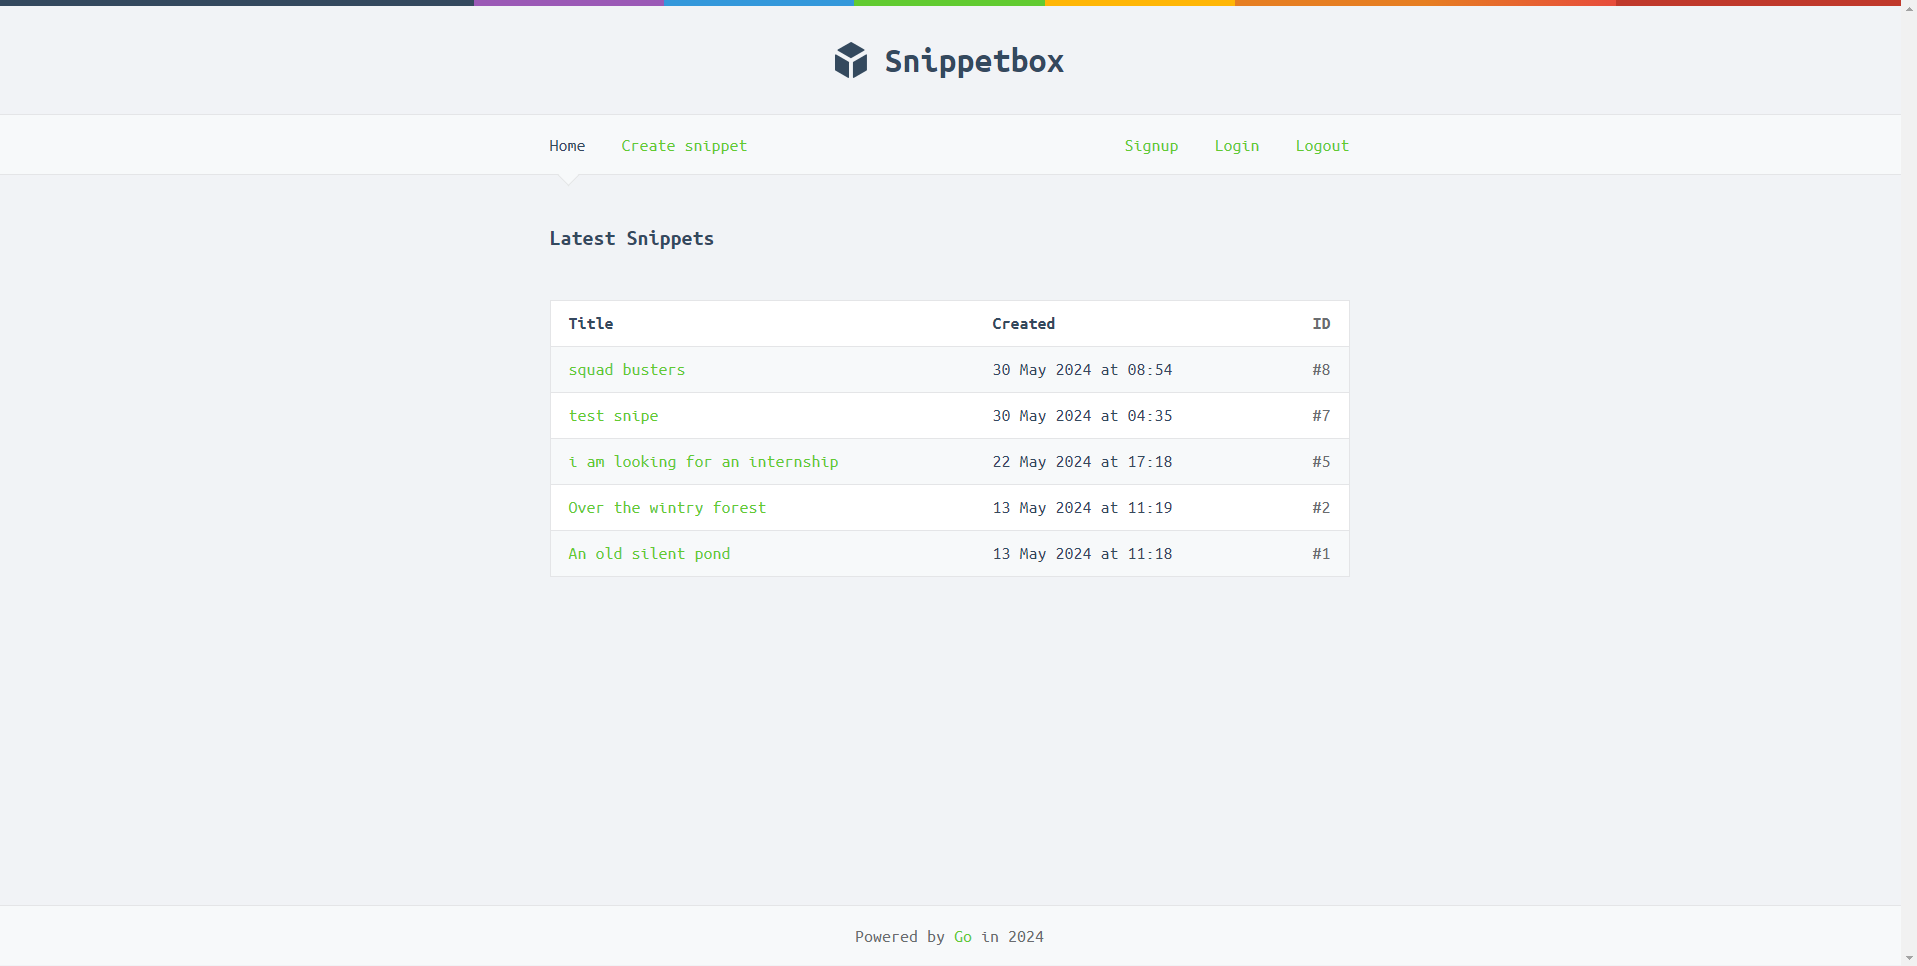 Snippetbox
Home Create snippet Signup Login Logout
Latest Snippets
Title Created ID
squad busters 30 May 2024 at 08:54 #8
test snipe 30 May 2024 at 04:35 #7
i am looking for an internship 22 May 2024 at 17:18 #5
Over the wintry forest 13 May 2024 at 11:19 #2
An old silent pond 13 May 2024 at 11:18 #1
Powered by Go in 2024